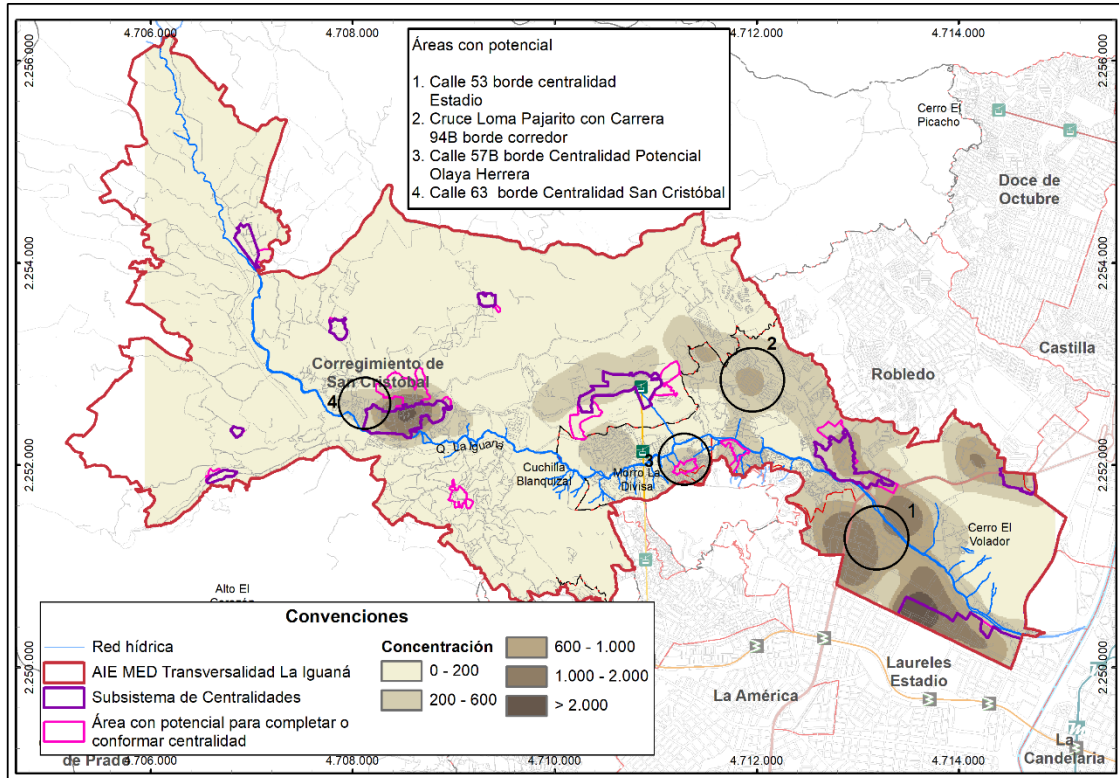 4.706.000
4.708.000
4.712.000
4.714.000
2.256.000
2.256.000
Áreas con potencial
1. Calle 53 borde centralidad
Estadio
2. Cruce Loma Pajarito con Carrera
94B borde corredor
3. Calle 57B borde Centralidad Potencial
Olaya Herrera
4. Calle 63 borde Centralidad San Cristóbal
Cerro El
Picacho
Doce de
Octubre
2.254.000
2.254.000
Castilla
Robledo
2
Corregimiento de
San Cristóbal
4
Q. La Iguaná
Cuchilla
Blanquizal
3
Morro La
Divisa
2.252.000
2.252.000
1
Cerro El
Volador
Alto El
Laureles
Estadio
La América
La
Candelaria
de Prado
2.250.000
2.250.000
Convenciones
Red hídrica
AIE MED Transversalidad La Iguaná
Subsistema de Centralidades
Área con potencial para completar o
conformar centralidad
Concentración
0 - 200
200 - 600
600 - 1.000
1.000 - 2.000
> 2.000
4.706.000
4.708.000
4.710.000
4.712.000
4.714.000